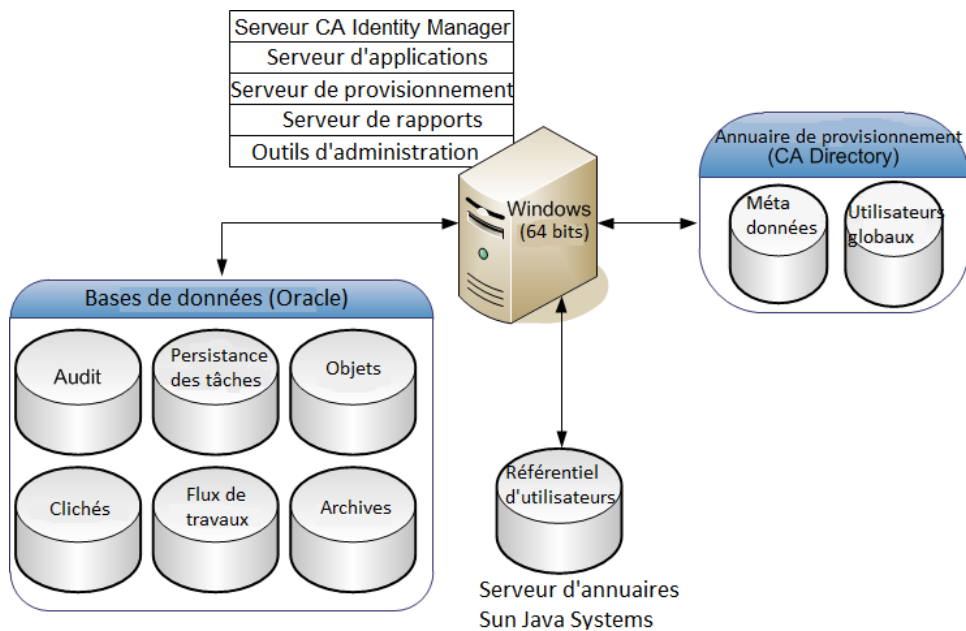 Serveur CA Identity Manager
Serveur d'applications
Serveur de provisionnement
Serveur de rapports
Outils d'administration
Windows
(64 bits)
Annuaire de provisionnement
(CA Directory)
Méta
données
Utilisateurs
globaux
Bases de données (Oracle)
Audit
Persistance
des tâches
Objets
Clichés
Flux de
travaux
Archives
Référentiel
d'utilisateurs
Serveur d'annuaires
Sun Java Systems